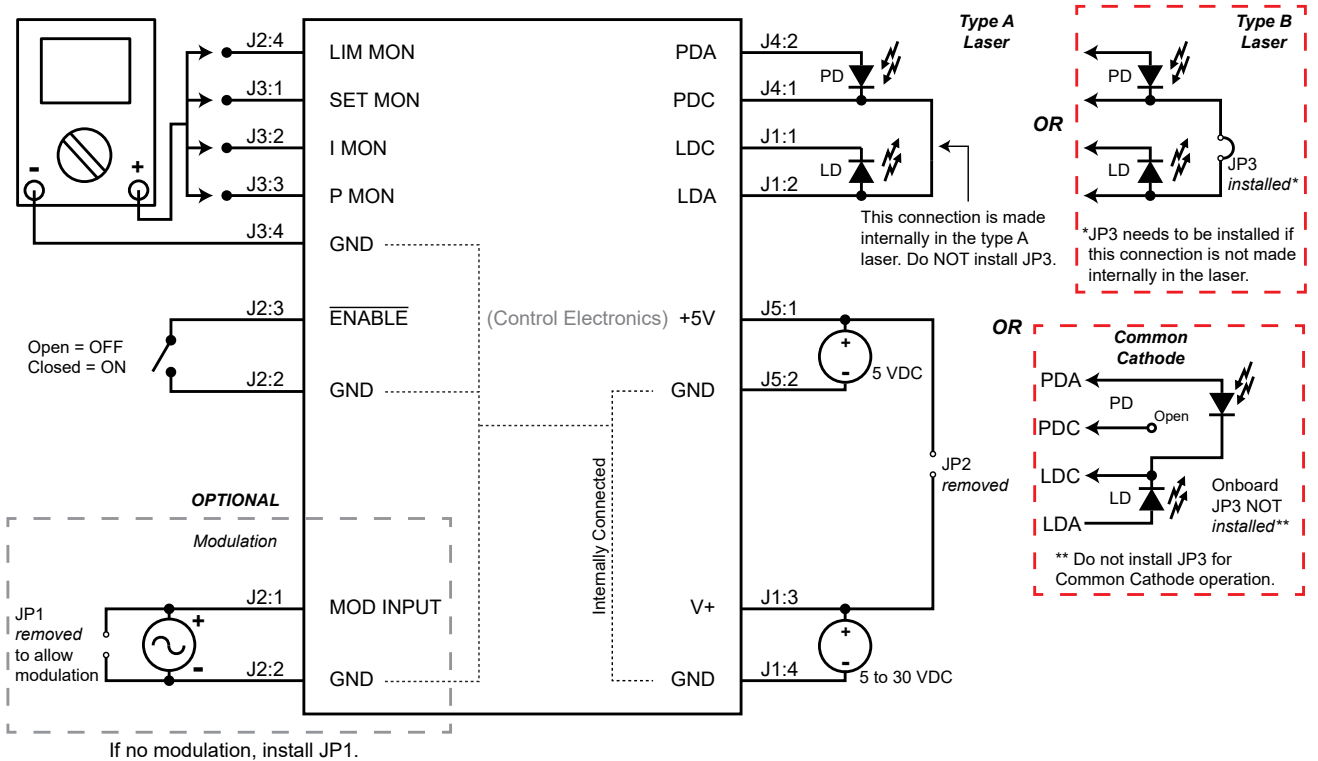 J2:4
LIM MON
J3:1
SET MON
J3:2
I MON
J3:3
P MON
J3:4
GND
-
+
J2:3
ENABLE
Open = OFF
Closed = ON
J2:2
GND
(Control Electronics)
OPTIONAL
Modulation
J2:1
MOD INPUT
JP1
removed
to allow
modulation
+
-
J2:2
GND
If no modulation, install JP1.
Internally Connected
PDA
J4:2
PD
PDC
J4:1
LDC
J1:1
LD
LDA
J1:2
Type A
Laser
This connection is made
internally in the type A
laser. Do NOT install JP3.
+5V
J5:1
+
-
5 VDC
GND
J5:2
JP2
removed
V+
J1:3
+
-
5 to 30 VDC
GND
J1:4
OR
Type B
Laser
PD
LD
JP3
installed*
*JP3 needs to be installed if
this connection is not made
internally in the laser.
OR
Common
Cathode
PDA
PD
PDC
Open
LDC
LD
LDA
Onboard
JP3 NOT
installed**
** Do not install JP3 for
Common Cathode operation.